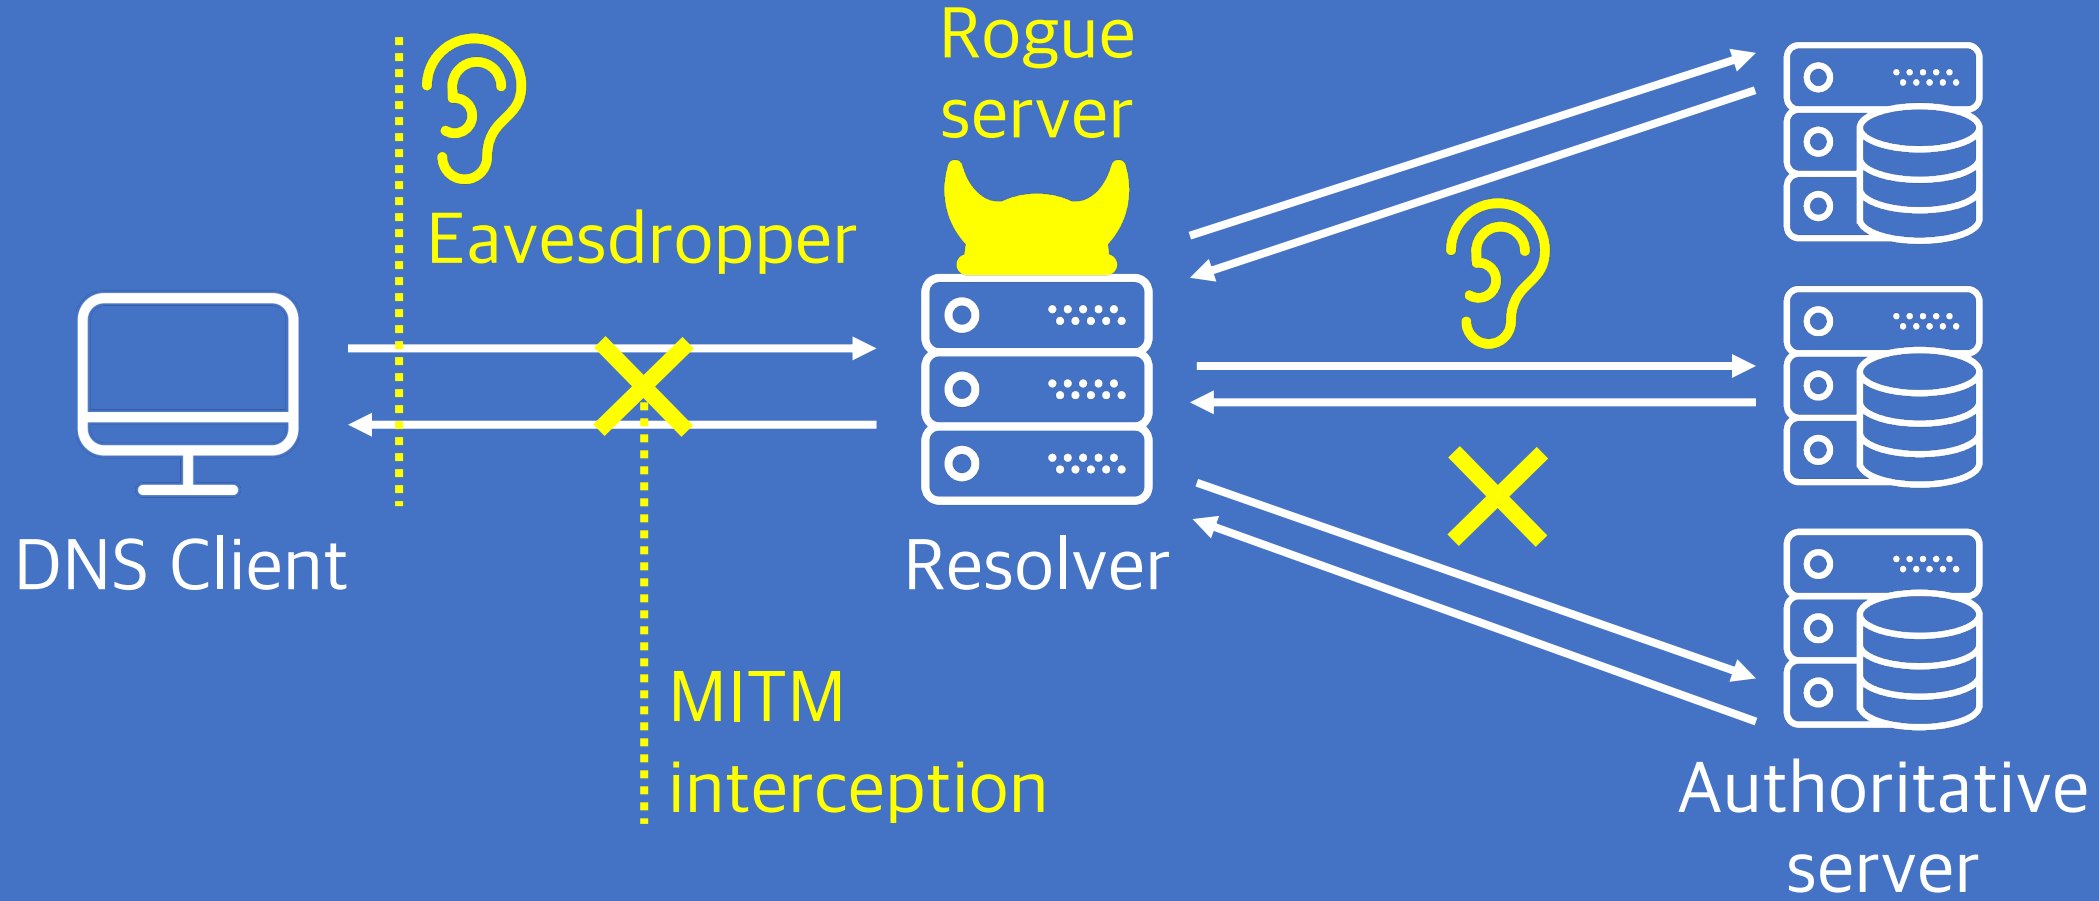 Rogue
server
Eavesdropper
DNS Client
Resolver
MITM
interception
Authoritative
server